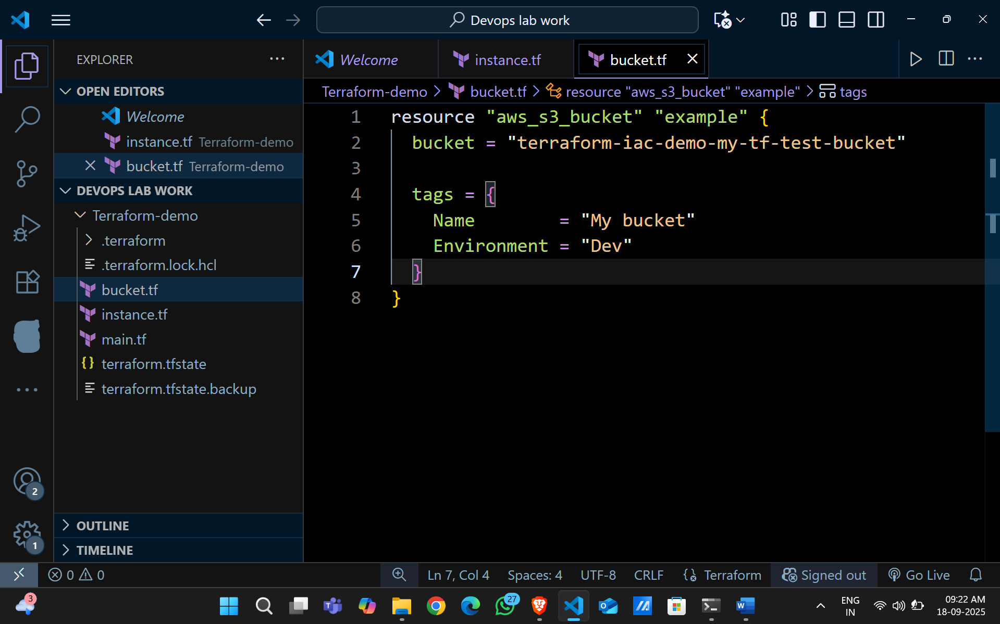 Devops lab work
EXPLORER
Welcome
instance.tf
bucket.tf
OPEN EDITORS
Welcome
instance.tf Terraform-demo
bucket.tf Terraform-demo
DEVOPS LAB WORK
Terraform-demo
.terraform
.terraform.lock.hcl
bucket.tf
instance.tf
main.tf
{} terraform.tfstate
terraform.tfstate.backup
OUTLINE
TIMELINE
2
1
Terraform-demo > bucket.tf > resource "aws_s3_bucket" "example" > tags
1 resource "aws_s3_bucket" "example" {
2 bucket = "terraform-iac-demo-my-tf-test-bucket"
3
4 tags = {
5 Name        = "My bucket"
6 Environment = "Dev"
7 }
8 }
0 0
Ln 7, Col 4 Spaces: 4 UTF-8 CRLF {} Terraform Signed out Go Live
3
27
ENG
IN
09:22 AM
18-09-2025